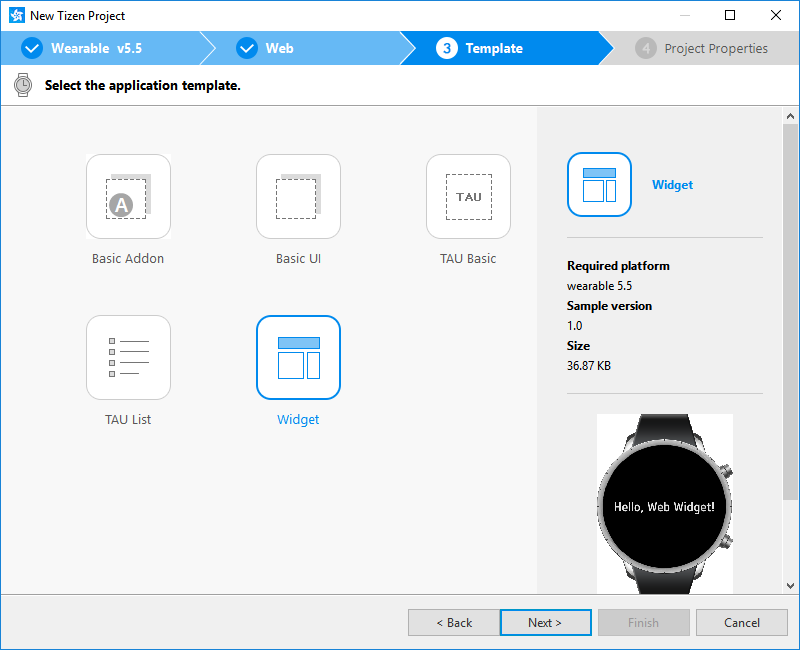 New Tizen Project
Wearable v5.5
Web
3 Template
4 Project Properties
Select the application template.
A
Basic Addon
Basic UI
TAU
TAU Basic
TAU List
Widget
Widget
Required platform
wearable 5.5
Sample version
1.0
Size
36.87 KB
Hello, Web Widget!
< Back
Next >
Finish
Cancel